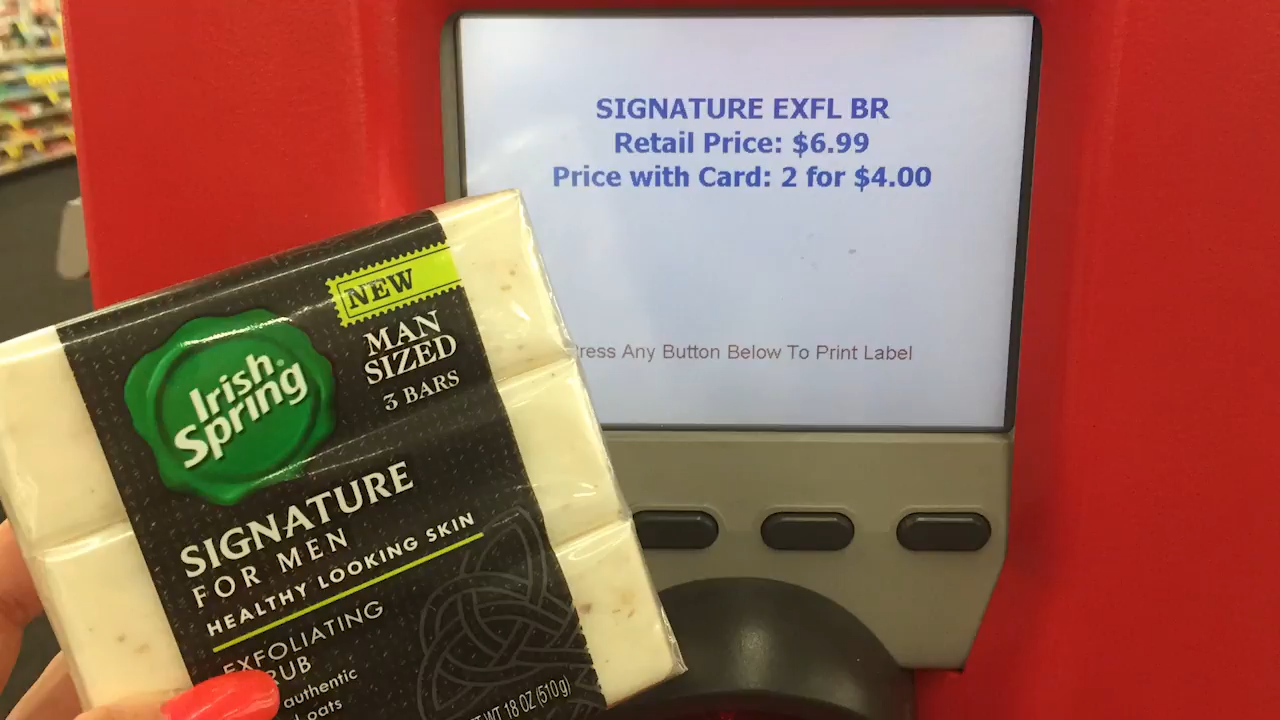 SIGNATURE EXFL BR
Retail Price: $6.99
Price with Card: 2 for $4.00
Press Any Button Below To Print Label
NEW
MAN
SIZED
3 BARS
Irish
Spring
SIGNATURE
FOR MEN
HEALTHY LOOKING SKIN
EXFOLIATING
RUB
authentic
oats
WT 18 OZ (510g)